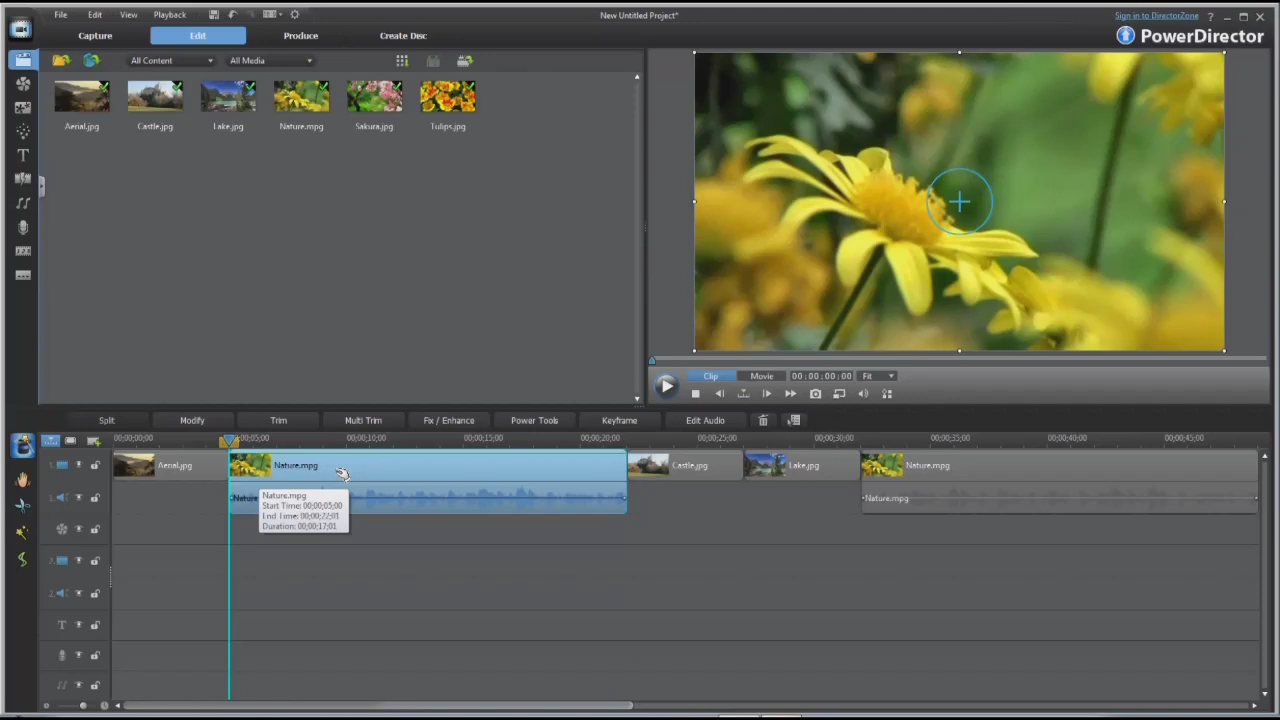 File Edit View Playback
New Untitled Project*
Sign in to DirectorZone ?
Capture Edit Produce Create Disc
PowerDirector
All Content All Media
Aerial.jpg Castle.jpg Lake.jpg Nature.mpg Sakura.jpg Tulips.jpg
Clip Movie 00:00:00:00 Fit
Split Modify Trim Multi Trim Fix / Enhance Power Tools Keyframe Edit Audio
00;00;00;00 00;00;05;00 00;00;10;00 00;00;15;00 00;00;20;00 00;00;25;00 00;00;30;00 00;00;35;00 00;00;40;00 00;00;45;00
1. Aerial.jpg Nature.mpg Castle.jpg Lake.jpg Nature.mpg
1. Nature Nature.mpg
Nature.mpg
Start Time: 00;00;05;00
End Time: 00;00;22;01
Duration: 00;00;17;01
2.
2.
T